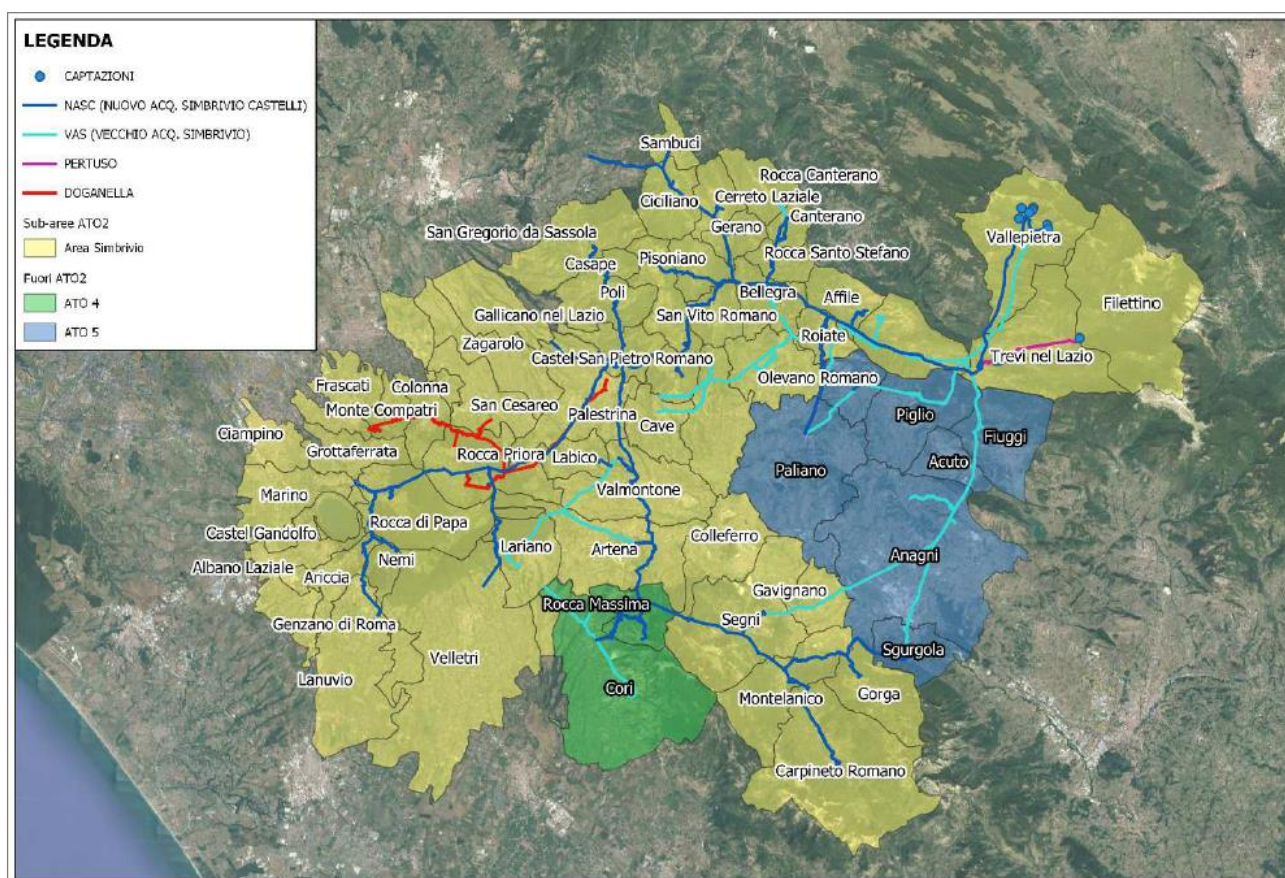 LEGENDA
CAPTAZIONI
NASC (NUOVO ACQ. SIMBRIVIO CASTELLI)
VAS (VECCHIO ACQ. SIMBRIVIO)
PERTUSO
DOGANELLA
Sub-aree ATO2
Area Simbrivio
Fuori ATO2
ATO 4
ATO 5
Sambuci
Rocca Canterano
Ciciliano
Cerreto Laziale
Canterano
Gerano
San Gregorio da Sassola
Vallepietra
Casape
Pisoniano
Rocca Santo Stefano
Poli
Bellegra
Affile
Filettino
Gallicano nel Lazio
San Vito Romano
Roiate
Zagarolo
Castel San Pietro Romano
Trevi nel Lazio
Olevano Romano
Frascati
Colonna
Monte Compatri
San Cesareo
Palestrina
Piglio
Cave
Fiuggi
Ciampino
Grottaferrata
Rocca Priora
Labico
Acuto
Paliano
Marino
Valmontone
Rocca di Papa
Castel Gandolfo
Colleferro
Anagni
Lariano
Artena
Albano Laziale
Nemi
Ariccia
Gavignano
Rocca Massima
Genzano di Roma
Segni
Sgurgola
Velletri
Lanuvio
Cori
Montelanico
Gorga
Carpineto Romano